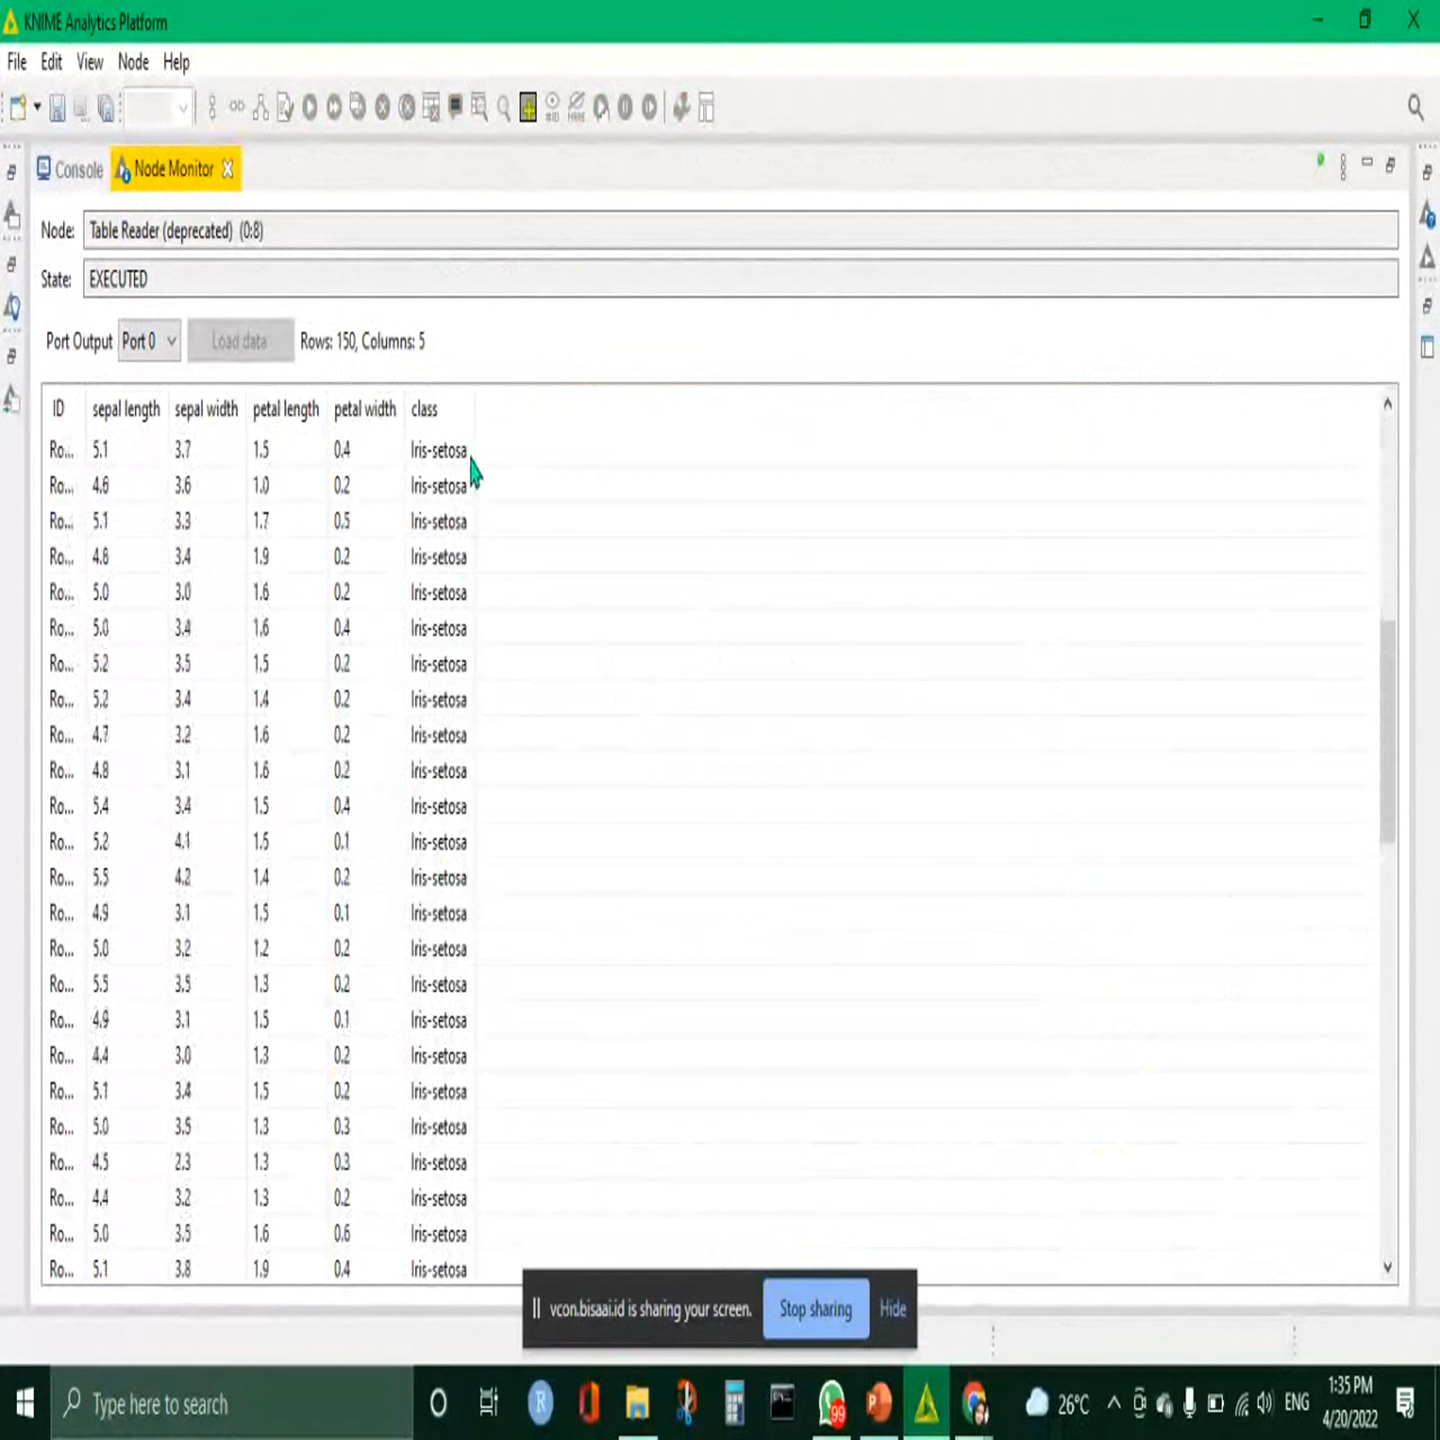 KNIME Analytics Platform
File Edit View Node Help
Console Node Monitor
Node: Table Reader (deprecated) (0:8)
State: EXECUTED
Port Output Port 0 Load data Rows: 150, Columns: 5
ID sepal length sepal width petal length petal width class
Ro... 5.1 3.7 1.5 0.4 Iris-setosa
Ro... 4.6 3.6 1.0 0.2 Iris-setosa
Ro... 5.1 3.3 1.7 0.5 Iris-setosa
Ro... 4.8 3.4 1.9 0.2 Iris-setosa
Ro... 5.0 3.0 1.6 0.2 Iris-setosa
Ro... 5.0 3.4 1.6 0.4 Iris-setosa
Ro... 5.2 3.5 1.5 0.2 Iris-setosa
Ro... 5.2 3.4 1.4 0.2 Iris-setosa
Ro... 4.7 3.2 1.6 0.2 Iris-setosa
Ro... 4.8 3.1 1.6 0.2 Iris-setosa
Ro... 5.4 3.4 1.5 0.4 Iris-setosa
Ro... 5.2 4.1 1.5 0.1 Iris-setosa
Ro... 5.5 4.2 1.4 0.2 Iris-setosa
Ro... 4.9 3.1 1.5 0.1 Iris-setosa
Ro... 5.0 3.2 1.2 0.2 Iris-setosa
Ro... 5.5 3.5 1.3 0.2 Iris-setosa
Ro... 4.9 3.1 1.5 0.1 Iris-setosa
Ro... 4.4 3.0 1.3 0.2 Iris-setosa
Ro... 5.1 3.4 1.5 0.2 Iris-setosa
Ro... 5.0 3.5 1.3 0.3 Iris-setosa
Ro... 4.5 2.3 1.3 0.3 Iris-setosa
Ro... 4.4 3.2 1.3 0.2 Iris-setosa
Ro... 5.0 3.5 1.6 0.6 Iris-setosa
Ro... 5.1 3.8 1.9 0.4 Iris-setosa
vcon.bisaai.id is sharing your screen. Stop sharing Hide
Type here to search R 99 P 26°C ENG 1:35 PM
4/20/2022